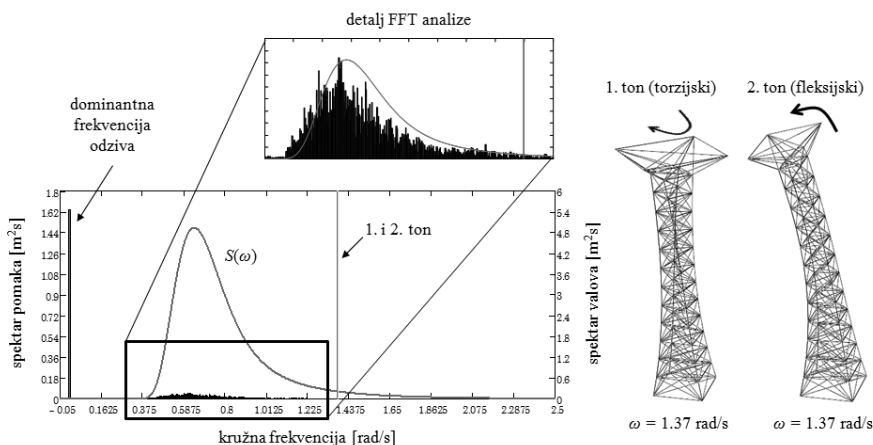 detalj FFT analize
dominantna
frekvencija
odziva
1.8
1.62
1.44
1.26
1.08
0.9
0.72
0.54
0.36
0.18
0
spektar pomaka [m²s]
S(ω)
1. i 2. ton
6
5.4
4.8
4.2
3.6
3
2.4
1.8
1.2
0.6
0
spektar valova [m²s]
− 0.05 0.1625 0.375 0.5875 0.8 1.0125 1.225 1.4375 1.65 1.8625 2.075 2.2875 2.5
kružna frekvencija [rad/s]
1. ton (torzijski)
2. ton (fleksijski)
ω = 1.37 rad/s
ω = 1.37 rad/s